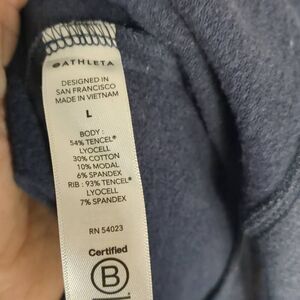 ATHLETA
DESIGNED IN
SAN FRANCISCO
MADE IN VIETNAM
L
BODY :
54% TENCEL®
LYOCELL
30% COTTON
10% MODAL
6% SPANDEX
RIB : 93% TENCEL®
LYOCELL
7% SPANDEX
RN 54023
Certified
B